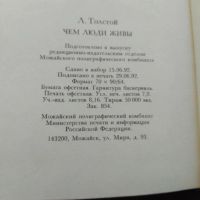 Л. Толстой
ЧЕМ ЛЮДИ ЖИВЫ
Подготовлено к выпуску
редакционно-издательским отделом
Можайского полиграфического комбината
Сдано в набор 15.06.92.
Подписано в печать 29.06.92.
Формат 70 × 90/64.
Бумага офсетная. Гарнитура баскервиль.
Печать офсетная. Усл. печ. листов 7,0
Уч.-изд. листов 8,16. Тираж 50 000 экз.
Зак. 854.
Можайский полиграфический комбинат
Министерства печати и информации
Российской Федерации.
143200, Можайск, ул. Мира, д. 93.